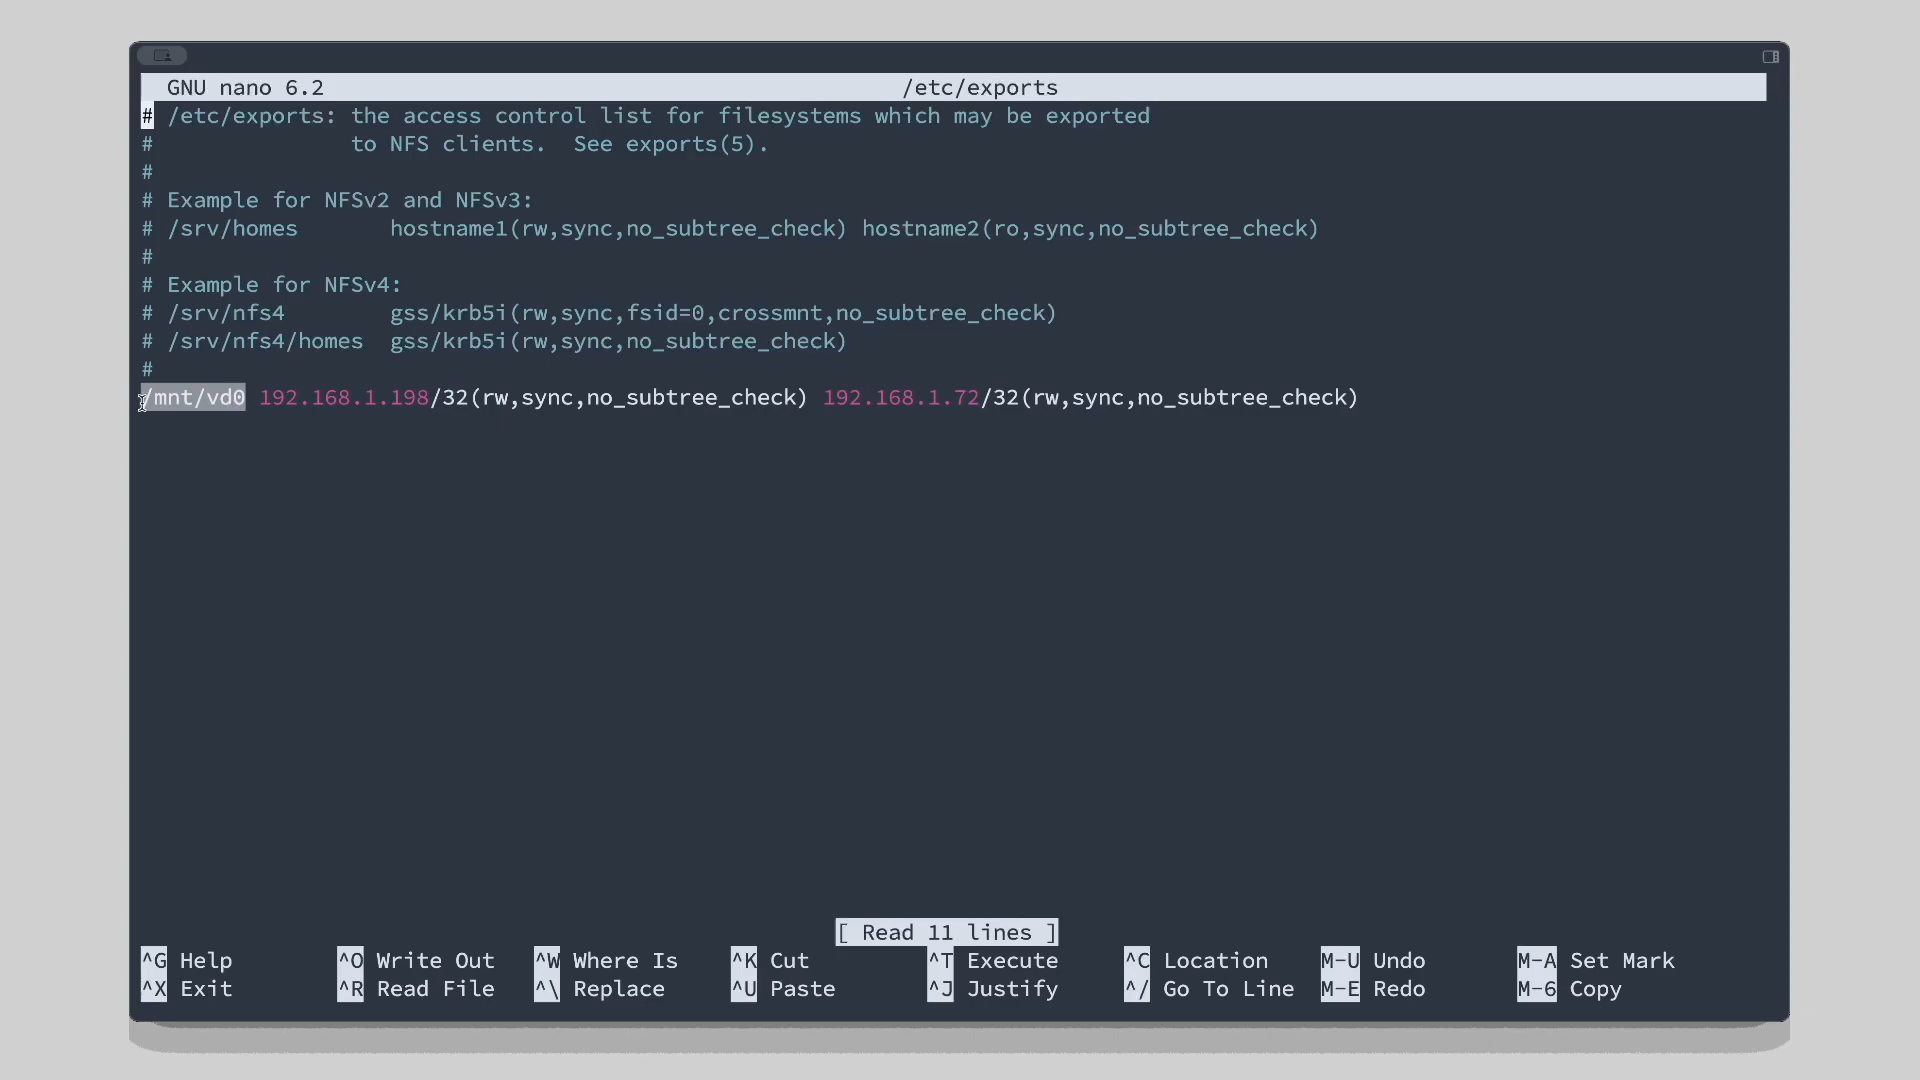 GNU nano 6.2 /etc/exports
# /etc/exports: the access control list for filesystems which may be exported
# to NFS clients. See exports(5).
#
# Example for NFSv2 and NFSv3:
# /srv/homes hostname1(rw,sync,no_subtree_check) hostname2(ro,sync,no_subtree_check)
#
# Example for NFSv4:
# /srv/nfs4 gss/krb5i(rw,sync,fsid=0,crossmnt,no_subtree_check)
# /srv/nfs4/homes gss/krb5i(rw,sync,no_subtree_check)
#
/mnt/vd0 192.168.1.198/32(rw,sync,no_subtree_check) 192.168.1.72/32(rw,sync,no_subtree_check)
[ Read 11 lines ]
^G Help ^O Write Out ^W Where Is ^K Cut ^T Execute ^C Location M-U Undo M-A Set Mark
^X Exit ^R Read File ^\ Replace ^U Paste ^J Justify ^/ Go To Line M-E Redo M-6 Copy